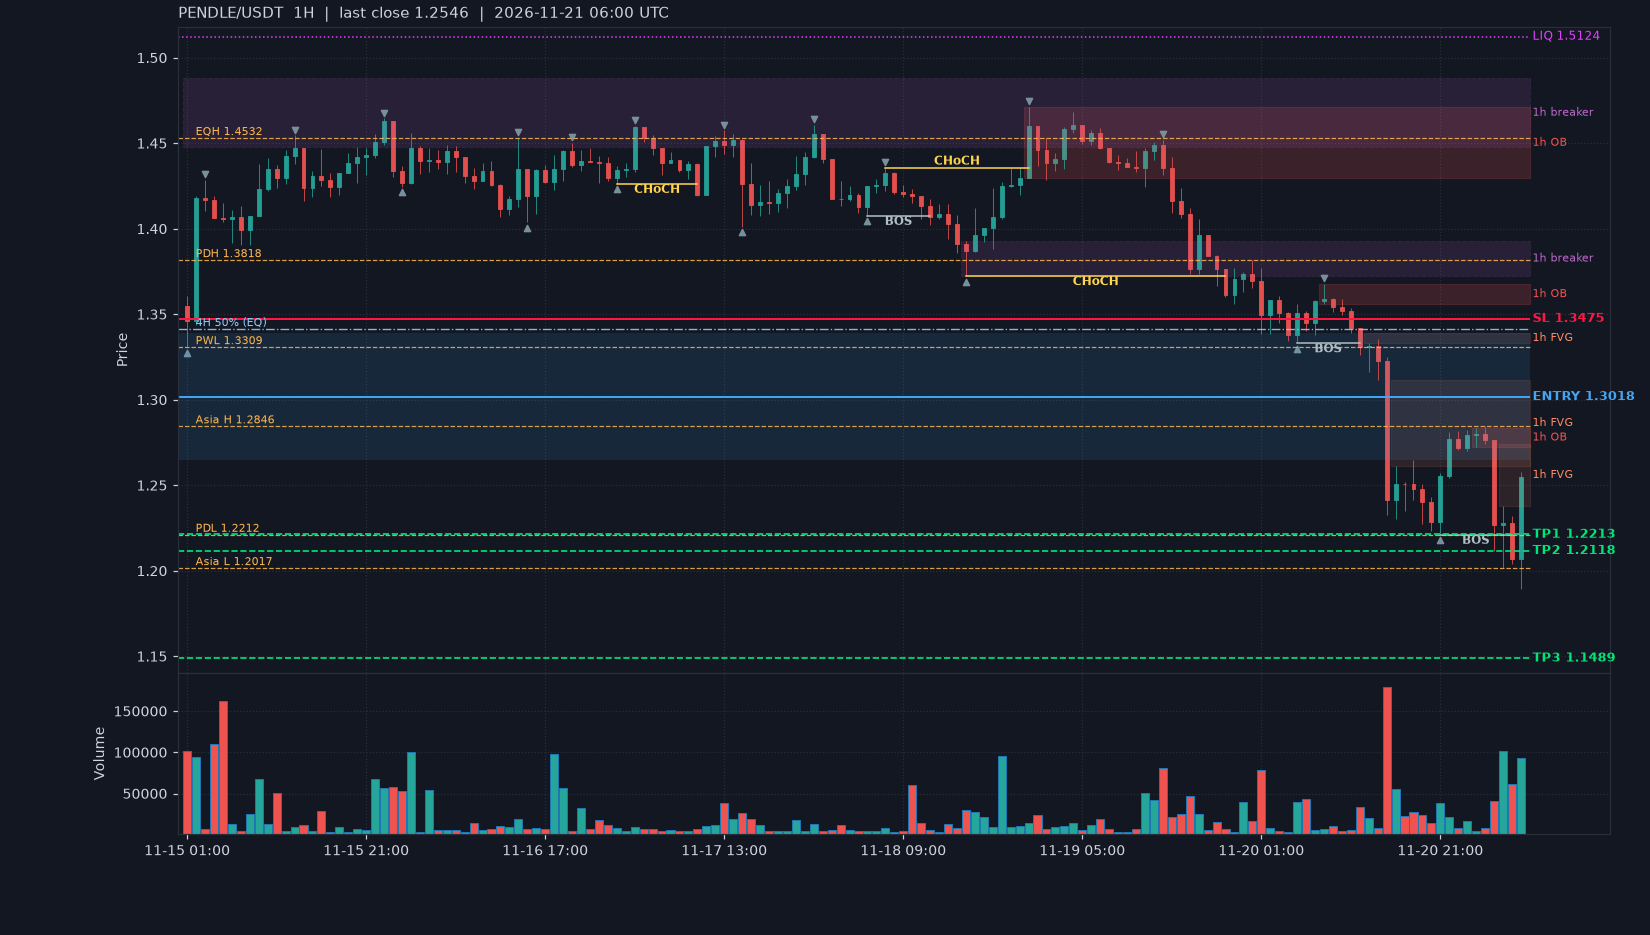 PENDLE/USDT 1H | last close 1.2546 | 2026-11-21 06:00 UTC
LIQ 1.5124
1.50
1h breaker
EQH 1.4532
1.45
1h OB
CHoCH
CHoCH
BOS
1.40
PDH 1.3818
1h breaker
CHoCH
1h OB
1.35
SL 1.3475
4H 50% (EQ)
PWL 1.3309
1h FVG
BOS
Price
1.30
ENTRY 1.3018
Asia H 1.2846
1h FVG
1h OB
1h FVG
1.25
PDL 1.2212
TP1 1.2213
BOS
TP2 1.2118
Asia L 1.2017
1.20
1.15
TP3 1.1489
150000
100000
50000
Volume
11-15 01:00
11-15 21:00
11-16 17:00
11-17 13:00
11-18 09:00
11-19 05:00
11-20 01:00
11-20 21:00